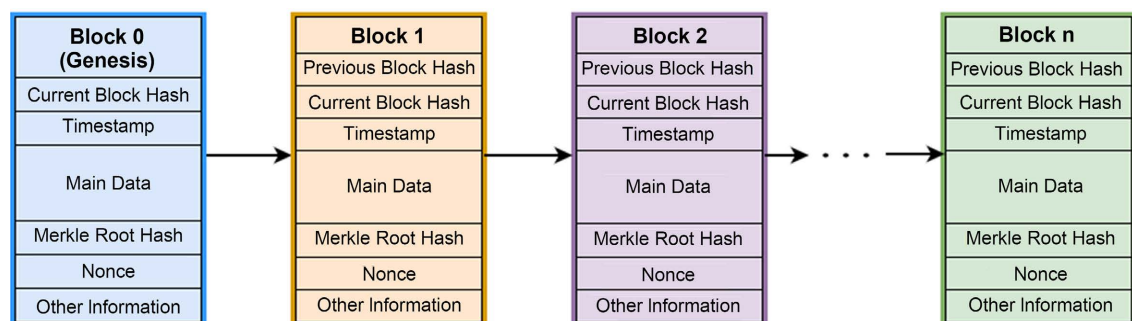 Block 0
(Genesis)
Current Block Hash
Timestamp
Main Data
Merkle Root Hash
Nonce
Other Information
Block 1
Previous Block Hash
Current Block Hash
Timestamp
Main Data
Merkle Root Hash
Nonce
Other Information
Block 2
Previous Block Hash
Current Block Hash
Timestamp
Main Data
Merkle Root Hash
Nonce
Other Information
. . .
Block n
Previous Block Hash
Current Block Hash
Timestamp
Main Data
Merkle Root Hash
Nonce
Other Information